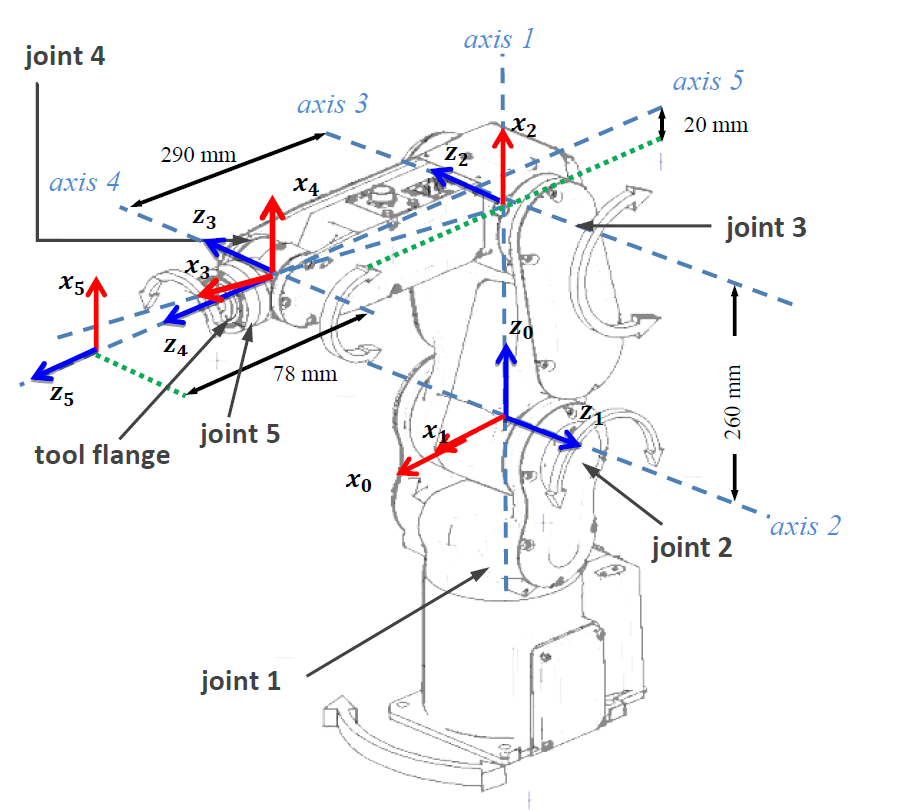 axis 1
joint 4
axis 5
axis 3
x₂
20 mm
290 mm
z₂
axis 4
x₄
z₃
joint 3
x₃
x₅
z₀
z₄
78 mm
z₅
260 mm
z₁
joint 5
x₁
tool flange
x₀
axis 2
joint 2
joint 1